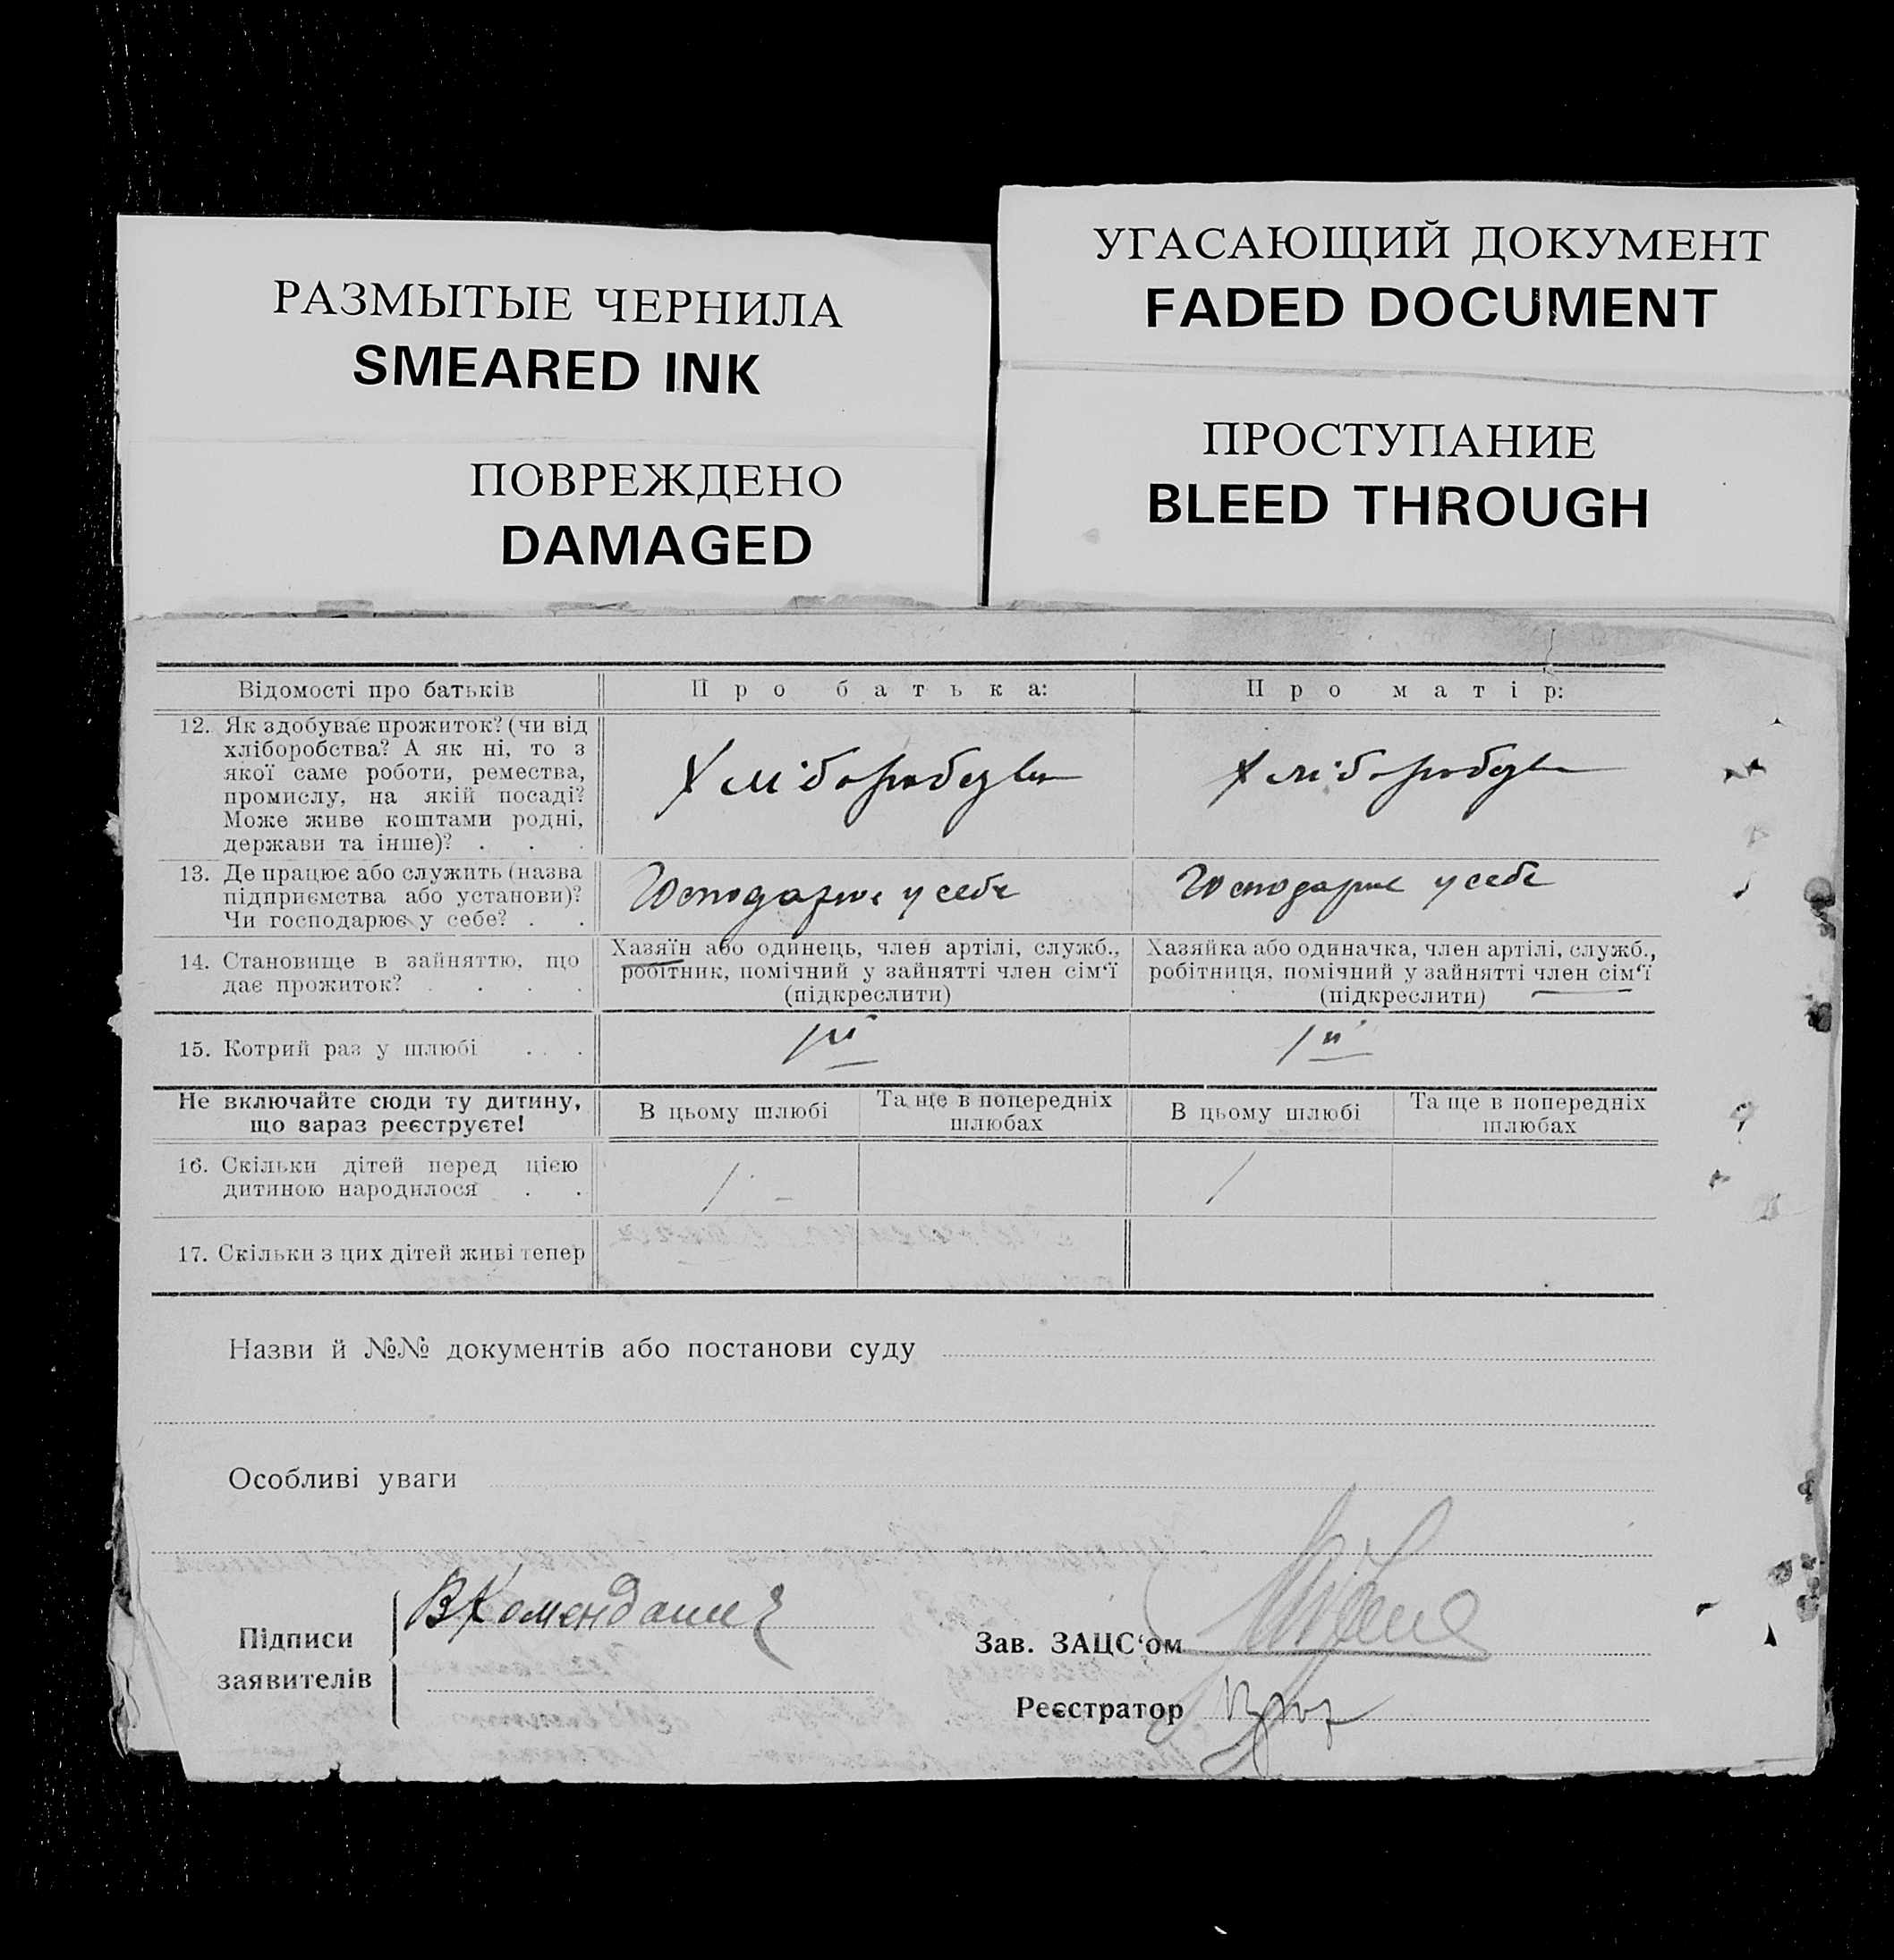 РАЗМЫТЫЕ ЧЕРНИЛА
SMEARED INK
ПОВРЕЖДЕНО
DAMAGED
УГАСАЮЩИЙ ДОКУМЕНТ
FADED DOCUMENT
ПРОСТУПАНИЕ
BLEED THROUGH
Відомості про батьків
Про батька:
Про матір:
12. Як здобуває прожиток? (чи від
хліборобства? А як ні, то з
якої саме роботи, ремества,
промислу, на якій посаді?
Може живе коштами родні,
держави та інше)? . . .
13. Де працює або служить (назва
підприємства або установи)?
Чи господарює у себе? . .
Господарює у себе
Господарює у себе
14. Становище в зайняттю, що
дає прожиток? . . . .
Хазяїн або одинець, член артілі, служб.,
робітник, помічний у зайнятті член сім'ї
(підкреслити)
Хазяйка або одиначка, член артілі, служб.,
робітниця, помічний у зайнятті член сім'ї
(підкреслити)
15. Котрий раз у шлюбі . . .
1й
1й
Не включайте сюди ту дитину,
що зараз реєструєте!
В цьому шлюбі
Та ще в попередніх
шлюбах
В цьому шлюбі
Та ще в попередніх
шлюбах
16. Скільки дітей перед цією
дитиною народилося . .
1 -
1
17. Скільки з цих дітей живі тепер
Назви й №№ документів або постанови суду
Особливі уваги
Підписи
заявителів
ВКомендант
Зав. ЗАЦС'ом
Реєстратор